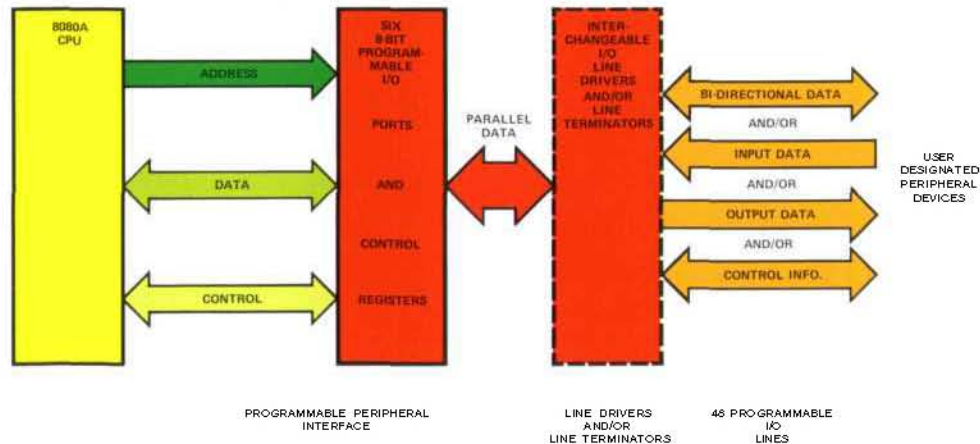 8080A
CPU
ADDRESS
DATA
CONTROL
SIX
8-BIT
PROGRAM-
MABLE
I/O
PORTS
AND
CONTROL
REGISTERS
PARALLEL
DATA
INTER-
CHANGEABLE
I/O
LINE
DRIVERS
AND/OR
LINE
TERMINATORS
BI-DIRECTIONAL DATA
AND/OR
INPUT DATA
AND/OR
OUTPUT DATA
AND/OR
CONTROL INFO.
USER
DESIGNATED
PERIPHERAL
DEVICES
PROGRAMMABLE PERIPHERAL
INTERFACE
LINE DRIVERS
AND/OR
LINE TERMINATORS
48 PROGRAMMABLE
I/O
LINES